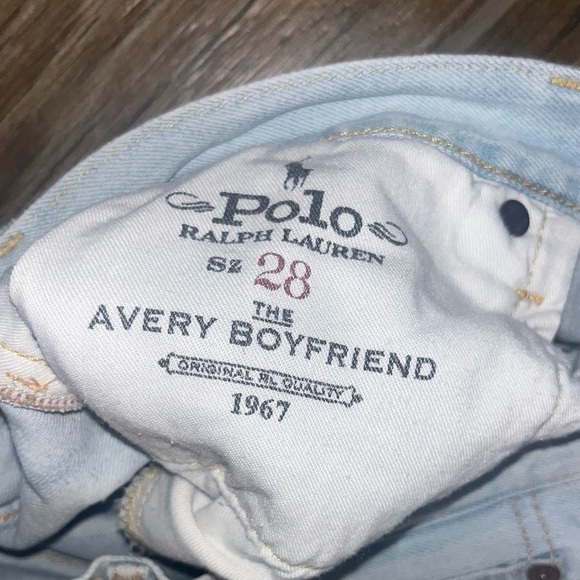 Polo
RALPH LAUREN
Sz 28
THE
AVERY BOYFRIEND
ORIGINAL RL QUALITY
1967